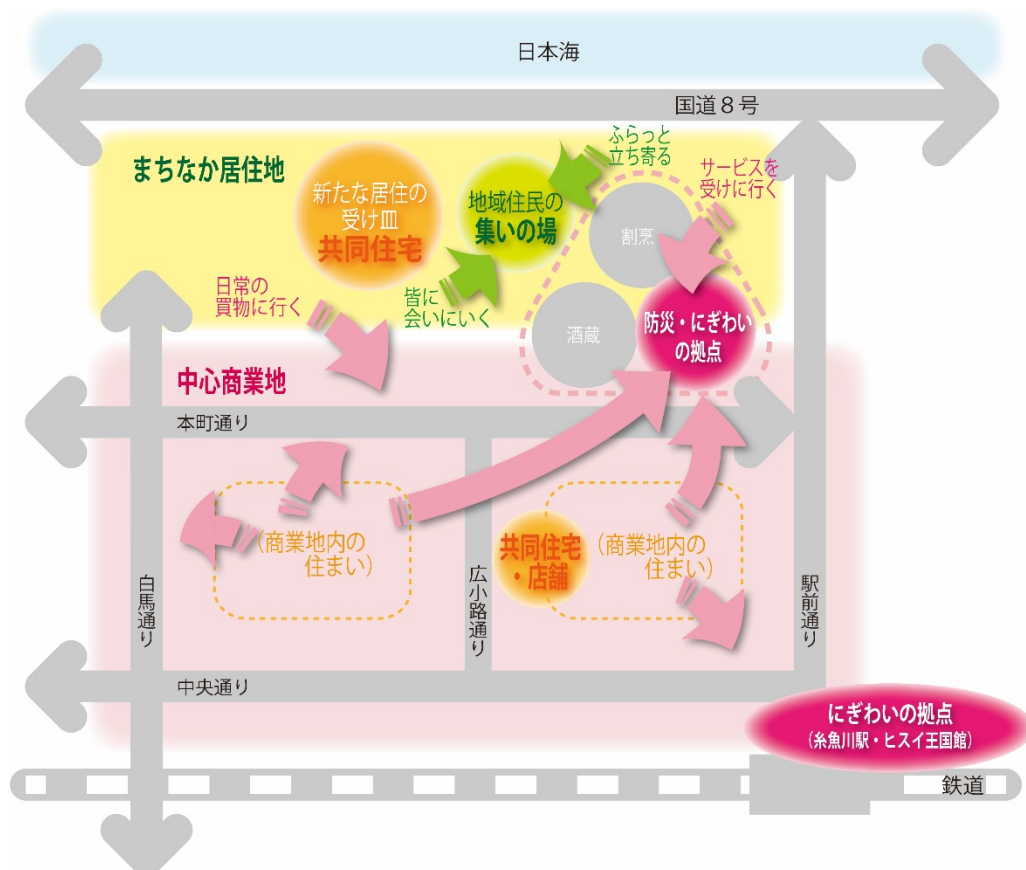 日本海
国道８号
ふらっと
立ち寄る
サービスを
受けに行く
まちなか居住地
新たな居住の
受け皿
共同住宅
地域住民の
集いの場
割烹
日常の
買物に行く
皆に
会いにいく
酒蔵
防災・にぎわい
の拠点
中心商業地
本町通り
（商業地内の
住まい）
共同住宅
・店舗
（商業地内の
住まい）
白馬通り
広小路通り
駅前通り
中央通り
にぎわいの拠点
（糸魚川駅・ヒスイ王国館）
鉄道